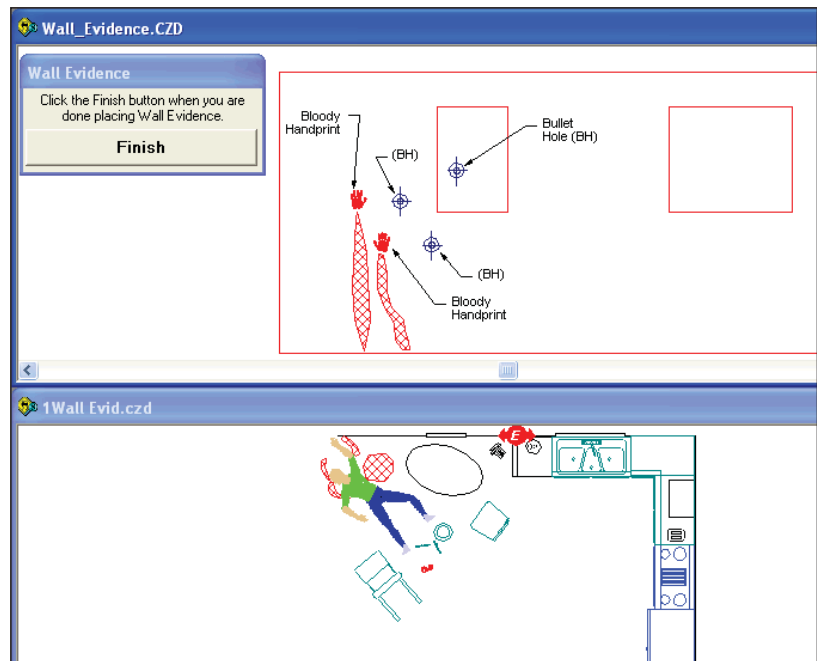 Wall_Evidence.CZD
Wall Evidence
Click the Finish button when you are
done placing Wall Evidence.
Finish
Bloody
Handprint
(BH)
Bullet
Hole (BH)
(BH)
Bloody
Handprint
1Wall Evid.czd
E